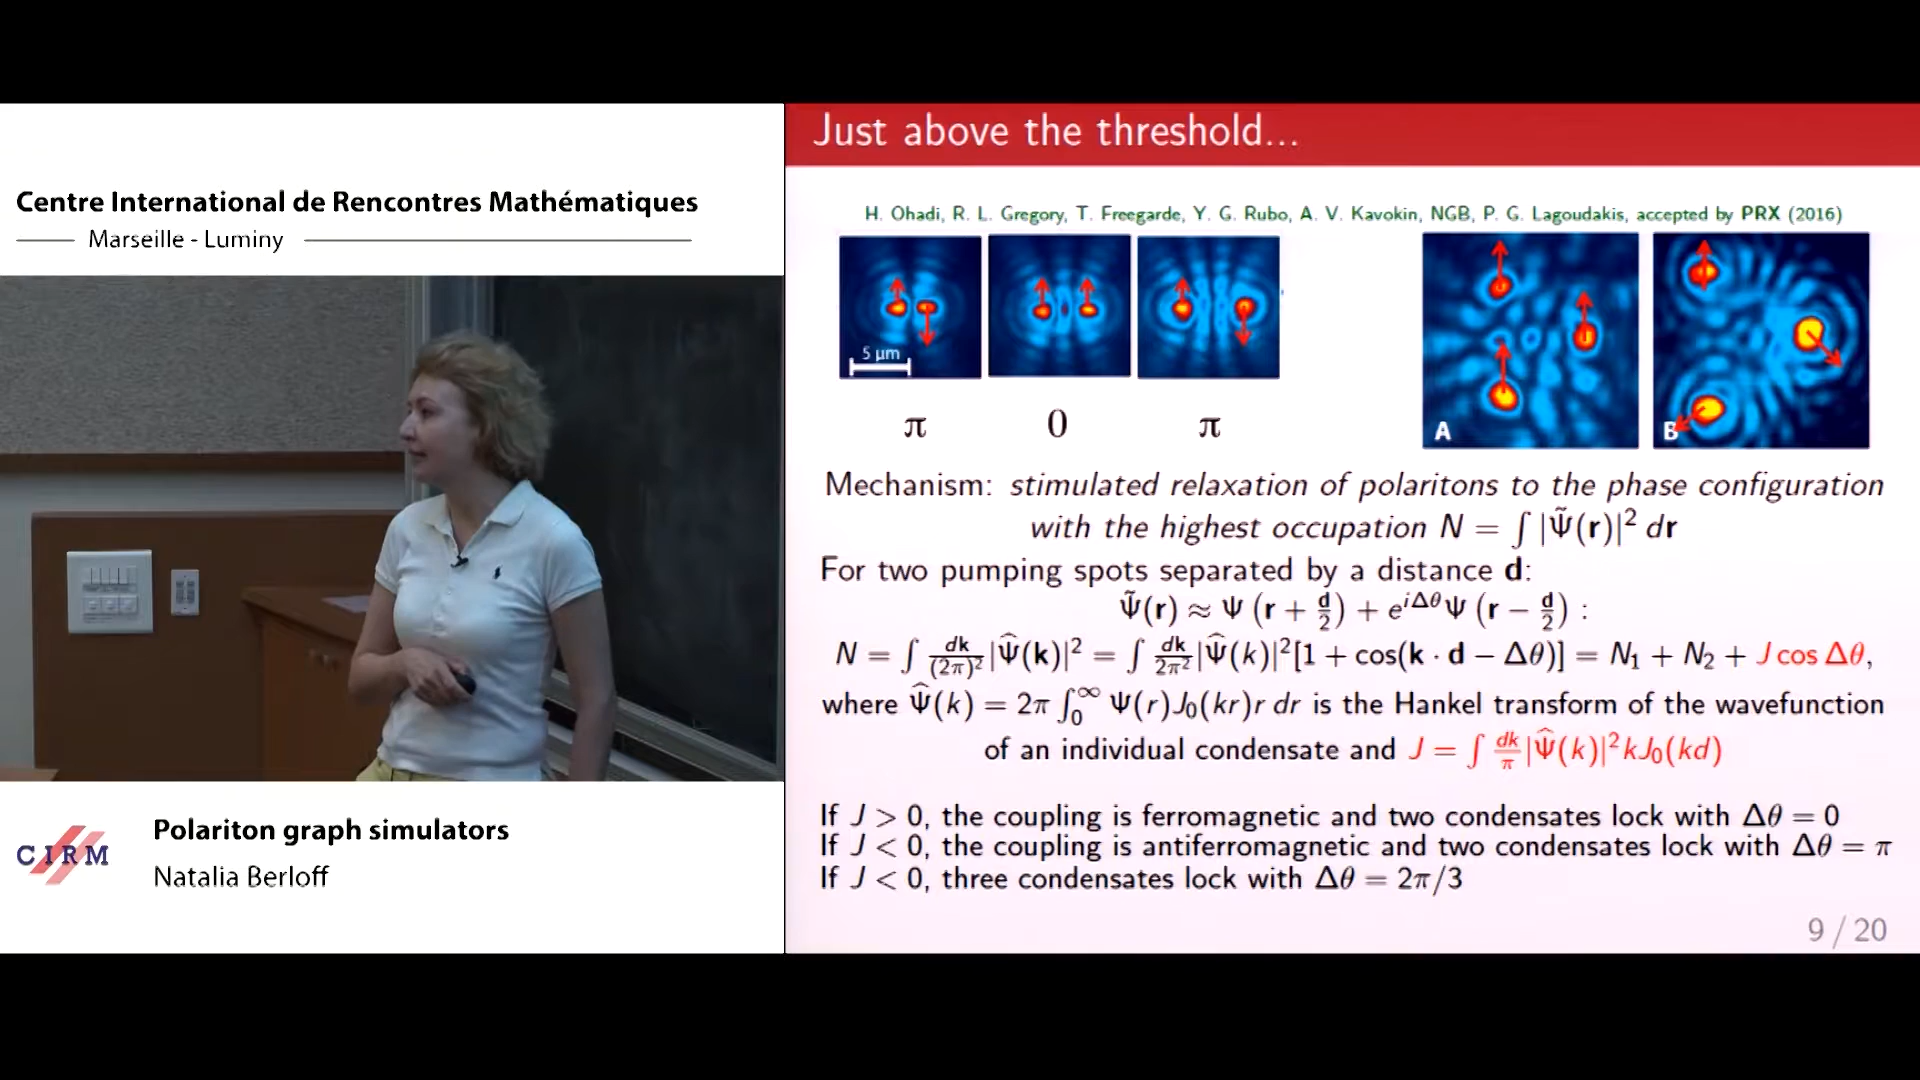 Centre International de Rencontres Mathématiques
Marseille - Luminy
Polariton graph simulators
CIRM
Natalia Berloff
Just above the threshold...
H. Ohadi, R. L. Gregory, T. Freegarde, Y. G. Rubo, A. V. Kavokin, NGB, P. G. Lagoudakis, accepted by PRX (2016)
5 μm
A
B
π 0 π
Mechanism: stimulated relaxation of polaritons to the phase configuration
with the highest occupation N = ∫ |Ψ̃(r)|² dr
For two pumping spots separated by a distance d:
Ψ̃(r) ≈ Ψ (r + d/2) + e^{iΔθ}Ψ (r − d/2) :
N = ∫ dk/(2π)² |Ψ̂(k)|² = ∫ dk/2π² |Ψ̂(k)|²[1 + cos(k · d − Δθ)] = N₁ + N₂ + J cos Δθ,
where Ψ̂(k) = 2π ∫₀^∞ Ψ(r)J₀(kr)r dr is the Hankel transform of the wavefunction
of an individual condensate and J = ∫ dk/π |Ψ̂(k)|²kJ₀(kd)
If J > 0, the coupling is ferromagnetic and two condensates lock with Δθ = 0
If J < 0, the coupling is antiferromagnetic and two condensates lock with Δθ = π
If J < 0, three condensates lock with Δθ = 2π/3
9 / 20